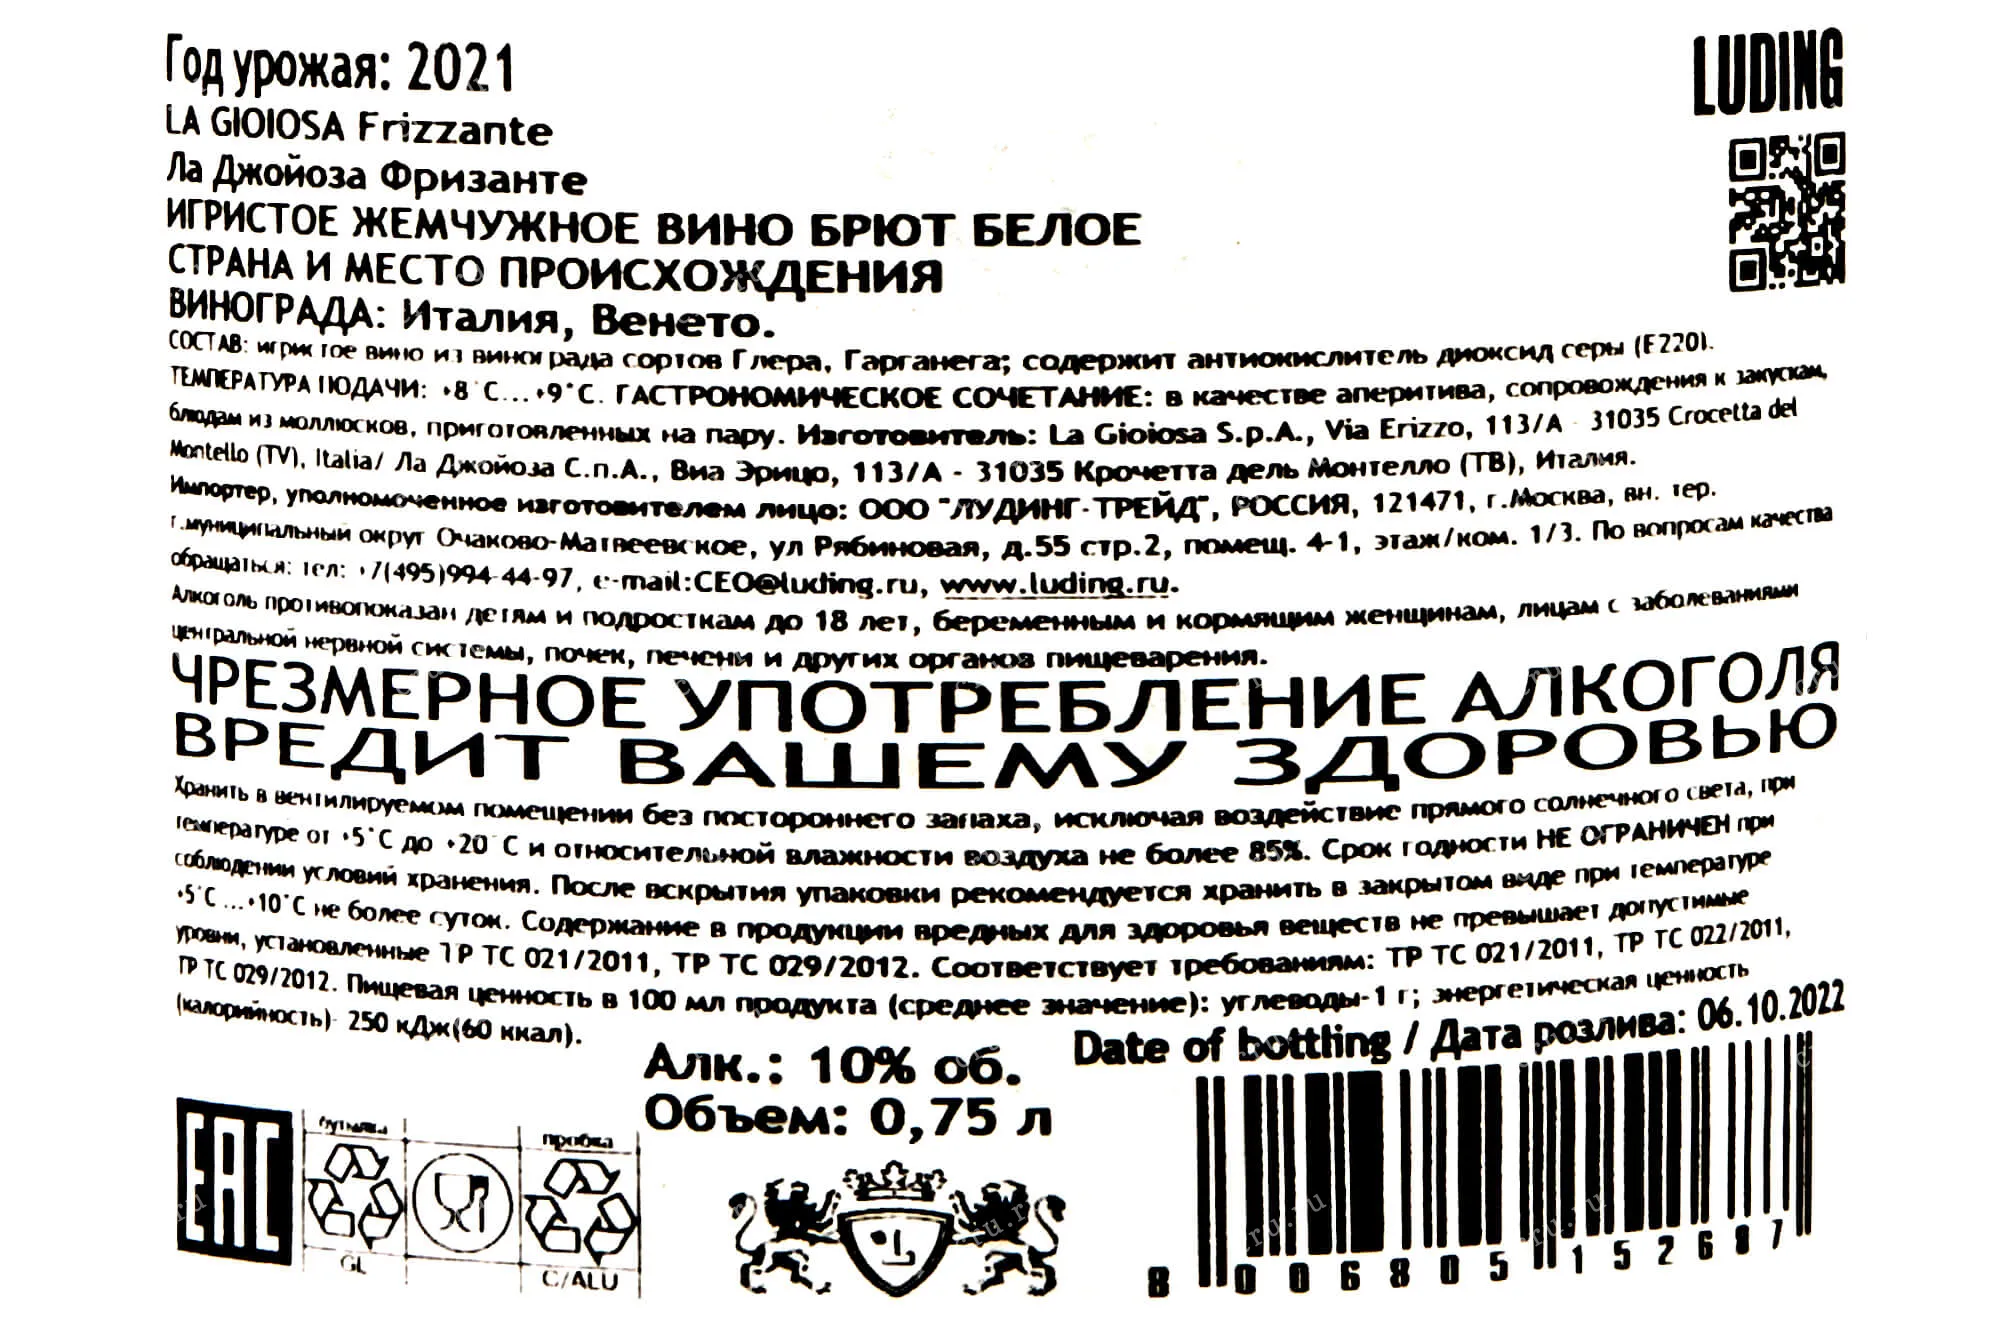 Год урожая: 2021
LUDING
LA GIOIOSA Frizzante
Ла Джойоза Фризанте
ИГРИСТОЕ ЖЕМЧУЖНОЕ ВИНО БРЮТ БЕЛОЕ
СТРАНА И МЕСТО ПРОИСХОЖДЕНИЯ
ВИНОГРАДА: Италия, Венето.
СОСТАВ: игристое вино из винограда сортов Глера, Гарганега; содержит антиокислитель диоксид серы (Е220).
ТЕМПЕРАТУРА ПОДАЧИ: +8°С...+9°С. ГАСТРОНОМИЧЕСКОЕ СОЧЕТАНИЕ: в качестве аперитива, сопровождения к закускам,
блюдам из моллюсков, приготовленных на пару. Изготовитель: La Gioiosa S.p.A., Via Erizzo, 113/A - 31035 Crocetta del
Montello (TV), Italia/ Ла Джойоза С.п.А., Виа Эрицо, 113/А - 31035 Крочетта дель Монтелло (ТВ), Италия.
Импортер, уполномоченное изготовителем лицо: ООО "ЛУДИНГ-ТРЕЙД", РОССИЯ, 121471, г.Москва, вн. тер.
г.муниципальный округ Очаково-Матвеевское, ул Рябиновая, д.55 стр.2, помещ. 4-1, этаж/ком. 1/3. По вопросам качества
обращаться: тел: +7(495)994-44-97, e-mail:CEO@luding.ru, www.luding.ru.
Алкоголь противопоказан детям и подросткам до 18 лет, беременным и кормящим женщинам, лицам с заболеваниями
центральной нервной системы, почек, печени и других органов пищеварения.
ЧРЕЗМЕРНОЕ УПОТРЕБЛЕНИЕ АЛКОГОЛЯ
ВРЕДИТ ВАШЕМУ ЗДОРОВЬЮ
Хранить в вентилируемом помещении без постороннего запаха, исключая воздействие прямого солнечного света, при
температуре от +5°С до +20°С и относительной влажности воздуха не более 85%. Срок годности НЕ ОГРАНИЧЕН при
соблюдении условий хранения. После вскрытия упаковки рекомендуется хранить в закрытом виде при температуре
+5°С...+10°С не более суток. Содержание в продукции вредных для здоровья веществ не превышает допустимые
уровни, установленные ТР ТС 021/2011, ТР ТС 029/2012. Соответствует требованиям: ТР ТС 021/2011, ТР ТС 022/2011,
ТР ТС 029/2012. Пищевая ценность в 100 мл продукта (среднее значение): углеводы-1 г; энергетическая ценность
(калорийность)- 250 кДж(60 ккал).
Date of bottling / Дата розлива: 06.10.2022
Алк.: 10% об.
Объем: 0,75 л
EAC
бутылка
пробка
GL
C/ALU
8 006805 152687